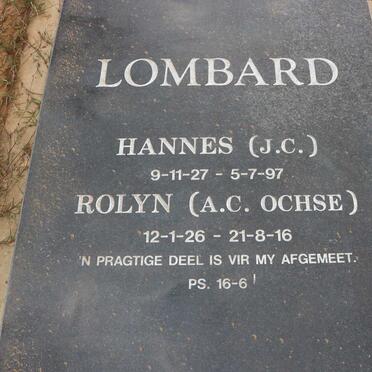 LOMBARD
HANNES (J.C.)
9-11-27 - 5-7-97
ROLYN (A.C. OCHSE)
12-1-26 - 21-8-16
'N PRAGTIGE DEEL IS VIR MY AFGEMEET.
PS. 16-6